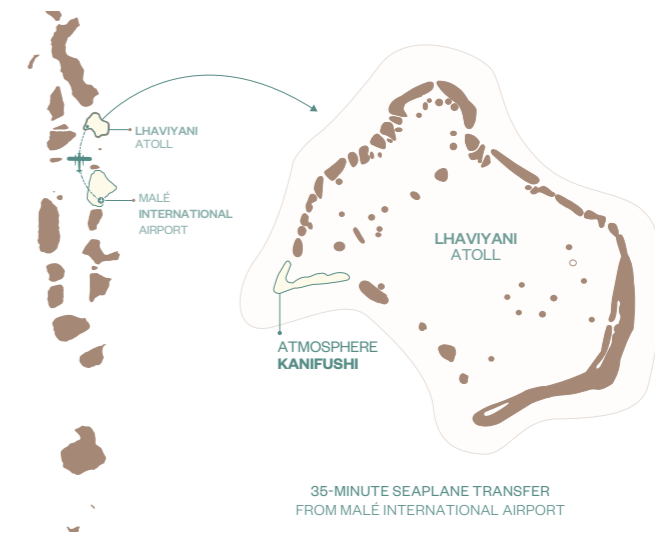 LHAVIYANI
ATOLL
MALÉ
INTERNATIONAL
AIRPORT
LHAVIYANI
ATOLL
ATMOSPHERE
KANIFUSHI
35-MINUTE SEAPLANE TRANSFER
FROM MALÉ INTERNATIONAL AIRPORT